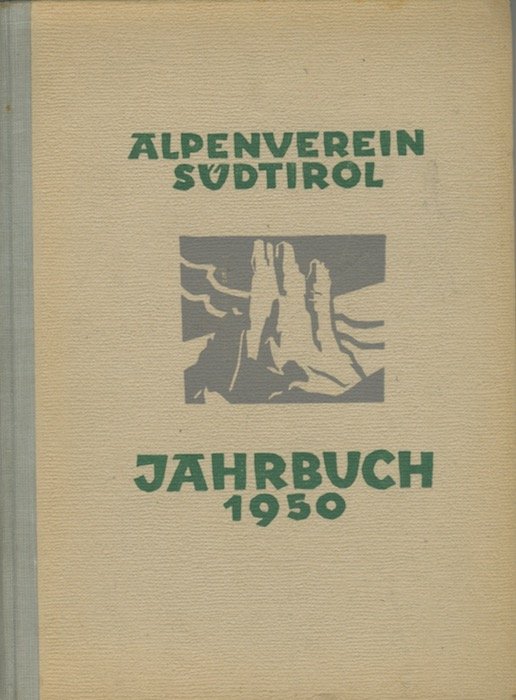 ALPENVEREIN
SÜDTIROL
JAHRBUCH
1950